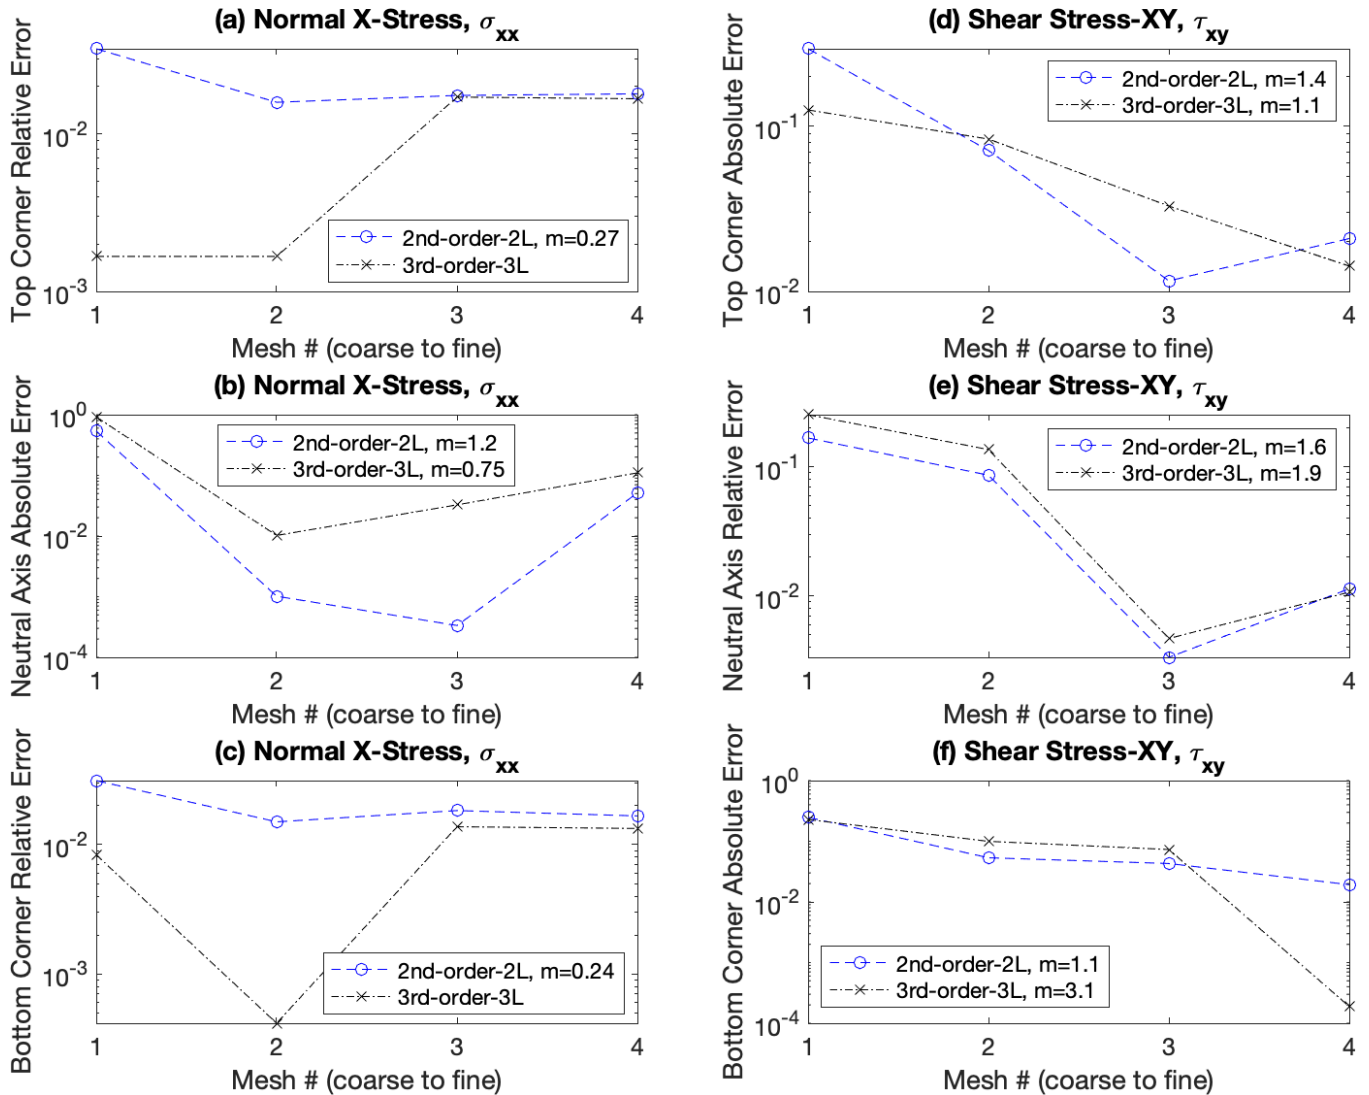 (a) Normal X-Stress, σxx
Top Corner Relative Error
10^-2
10^-3
2nd-order-2L, m=0.27
3rd-order-3L
1 2 3 4
Mesh # (coarse to fine)
(d) Shear Stress-XY, τxy
Top Corner Absolute Error
10^-1
10^-2
2nd-order-2L, m=1.4
3rd-order-3L, m=1.1
1 2 3 4
Mesh # (coarse to fine)
(b) Normal X-Stress, σxx
Neutral Axis Absolute Error
10^0
10^-2
10^-4
2nd-order-2L, m=1.2
3rd-order-3L, m=0.75
1 2 3 4
Mesh # (coarse to fine)
(e) Shear Stress-XY, τxy
Neutral Axis Relative Error
10^-1
10^-2
2nd-order-2L, m=1.6
3rd-order-3L, m=1.9
1 2 3 4
Mesh # (coarse to fine)
(c) Normal X-Stress, σxx
Bottom Corner Relative Error
10^-2
10^-3
2nd-order-2L, m=0.24
3rd-order-3L
1 2 3 4
Mesh # (coarse to fine)
(f) Shear Stress-XY, τxy
Bottom Corner Absolute Error
10^0
10^-2
10^-4
2nd-order-2L, m=1.1
3rd-order-3L, m=3.1
1 2 3 4
Mesh # (coarse to fine)